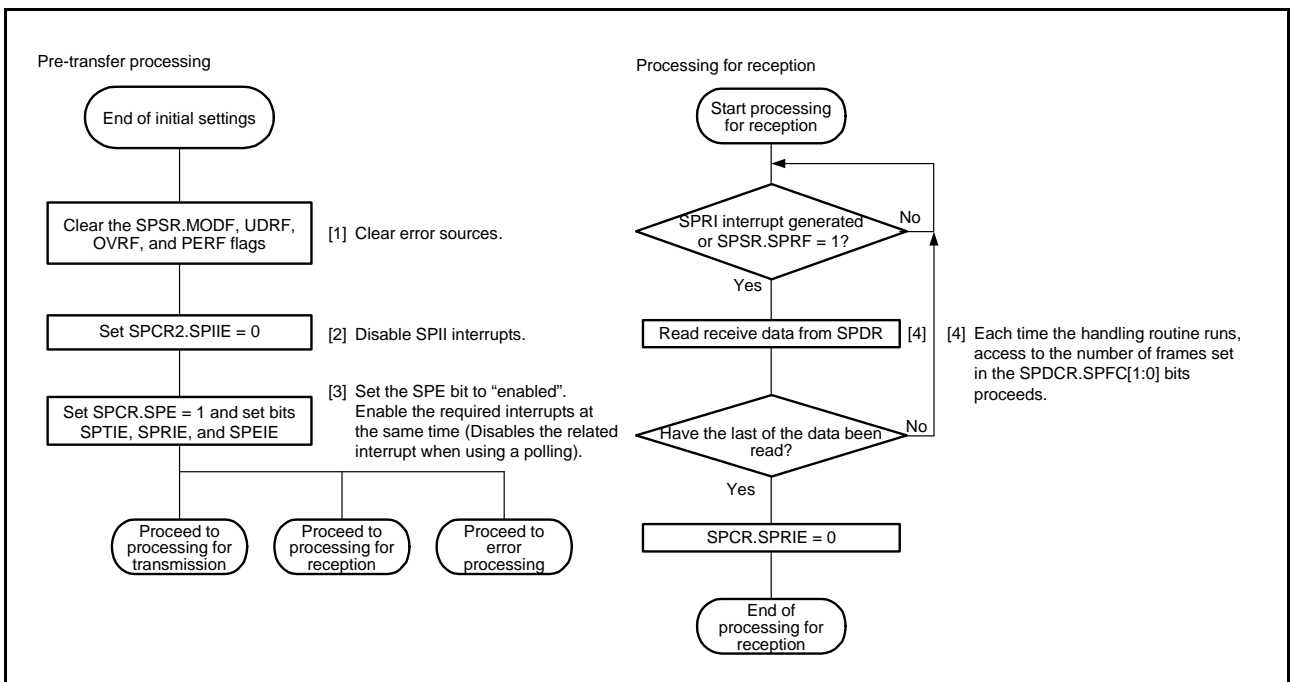 Pre-transfer processing
End of initial settings
Clear the SPSR.MODF, UDRF,
OVRF, and PERF flags
[1] Clear error sources.
Set SPCR2.SPIIE = 0
[2] Disable SPII interrupts.
Set SPCR.SPE = 1 and set bits
SPTIE, SPRIE, and SPEIE
[3] Set the SPE bit to “enabled”.
Enable the required interrupts at
the same time (Disables the related
interrupt when using a polling).
Proceed to
processing for
transmission
Proceed to
processing for
reception
Proceed to
error
processing
Processing for reception
Start processing
for reception
SPRI interrupt generated
or SPSR.SPRF = 1?
No
Yes
Read receive data from SPDR
[4]
[4] Each time the handling routine runs,
access to the number of frames set
in the SPDCR.SPFC[1:0] bits
proceeds.
Have the last of the data been
read?
No
Yes
SPCR.SPRIE = 0
End of
processing for
reception